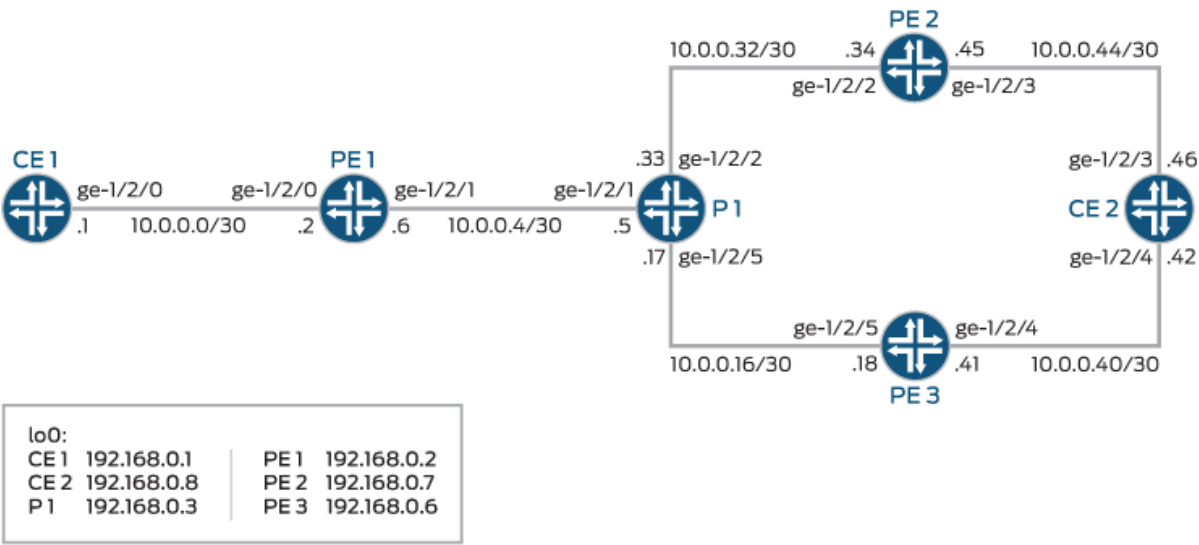 PE 2
10.0.0.32/30 .34 .45 10.0.0.44/30
ge-1/2/2 ge-1/2/3
CE 1 PE 1 .33 ge-1/2/2 ge-1/2/3 .46
ge-1/2/0 ge-1/2/0 ge-1/2/1 ge-1/2/1
P 1 CE 2
.1 10.0.0.0/30 .2 .6 10.0.0.4/30 .5
.17 ge-1/2/5 ge-1/2/4 .42
ge-1/2/5 ge-1/2/4
10.0.0.16/30 .18 .41 10.0.0.40/30
PE 3
lo0:
CE 1 192.168.0.1 PE 1 192.168.0.2
CE 2 192.168.0.8 PE 2 192.168.0.7
P 1 192.168.0.3 PE 3 192.168.0.6